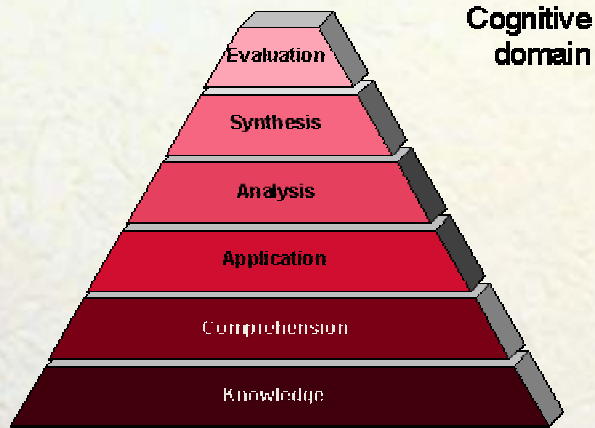 Cognitive
domain
Evaluation
Synthesis
Analysis
Application
Comprehension
Knowledge